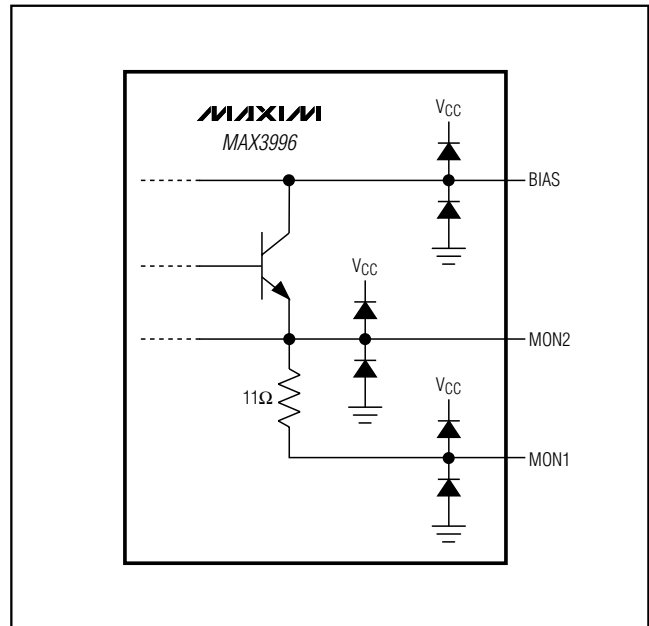 MAXIM
MAX3996
VCC
BIAS
VCC
MON2
11Ω
VCC
MON1